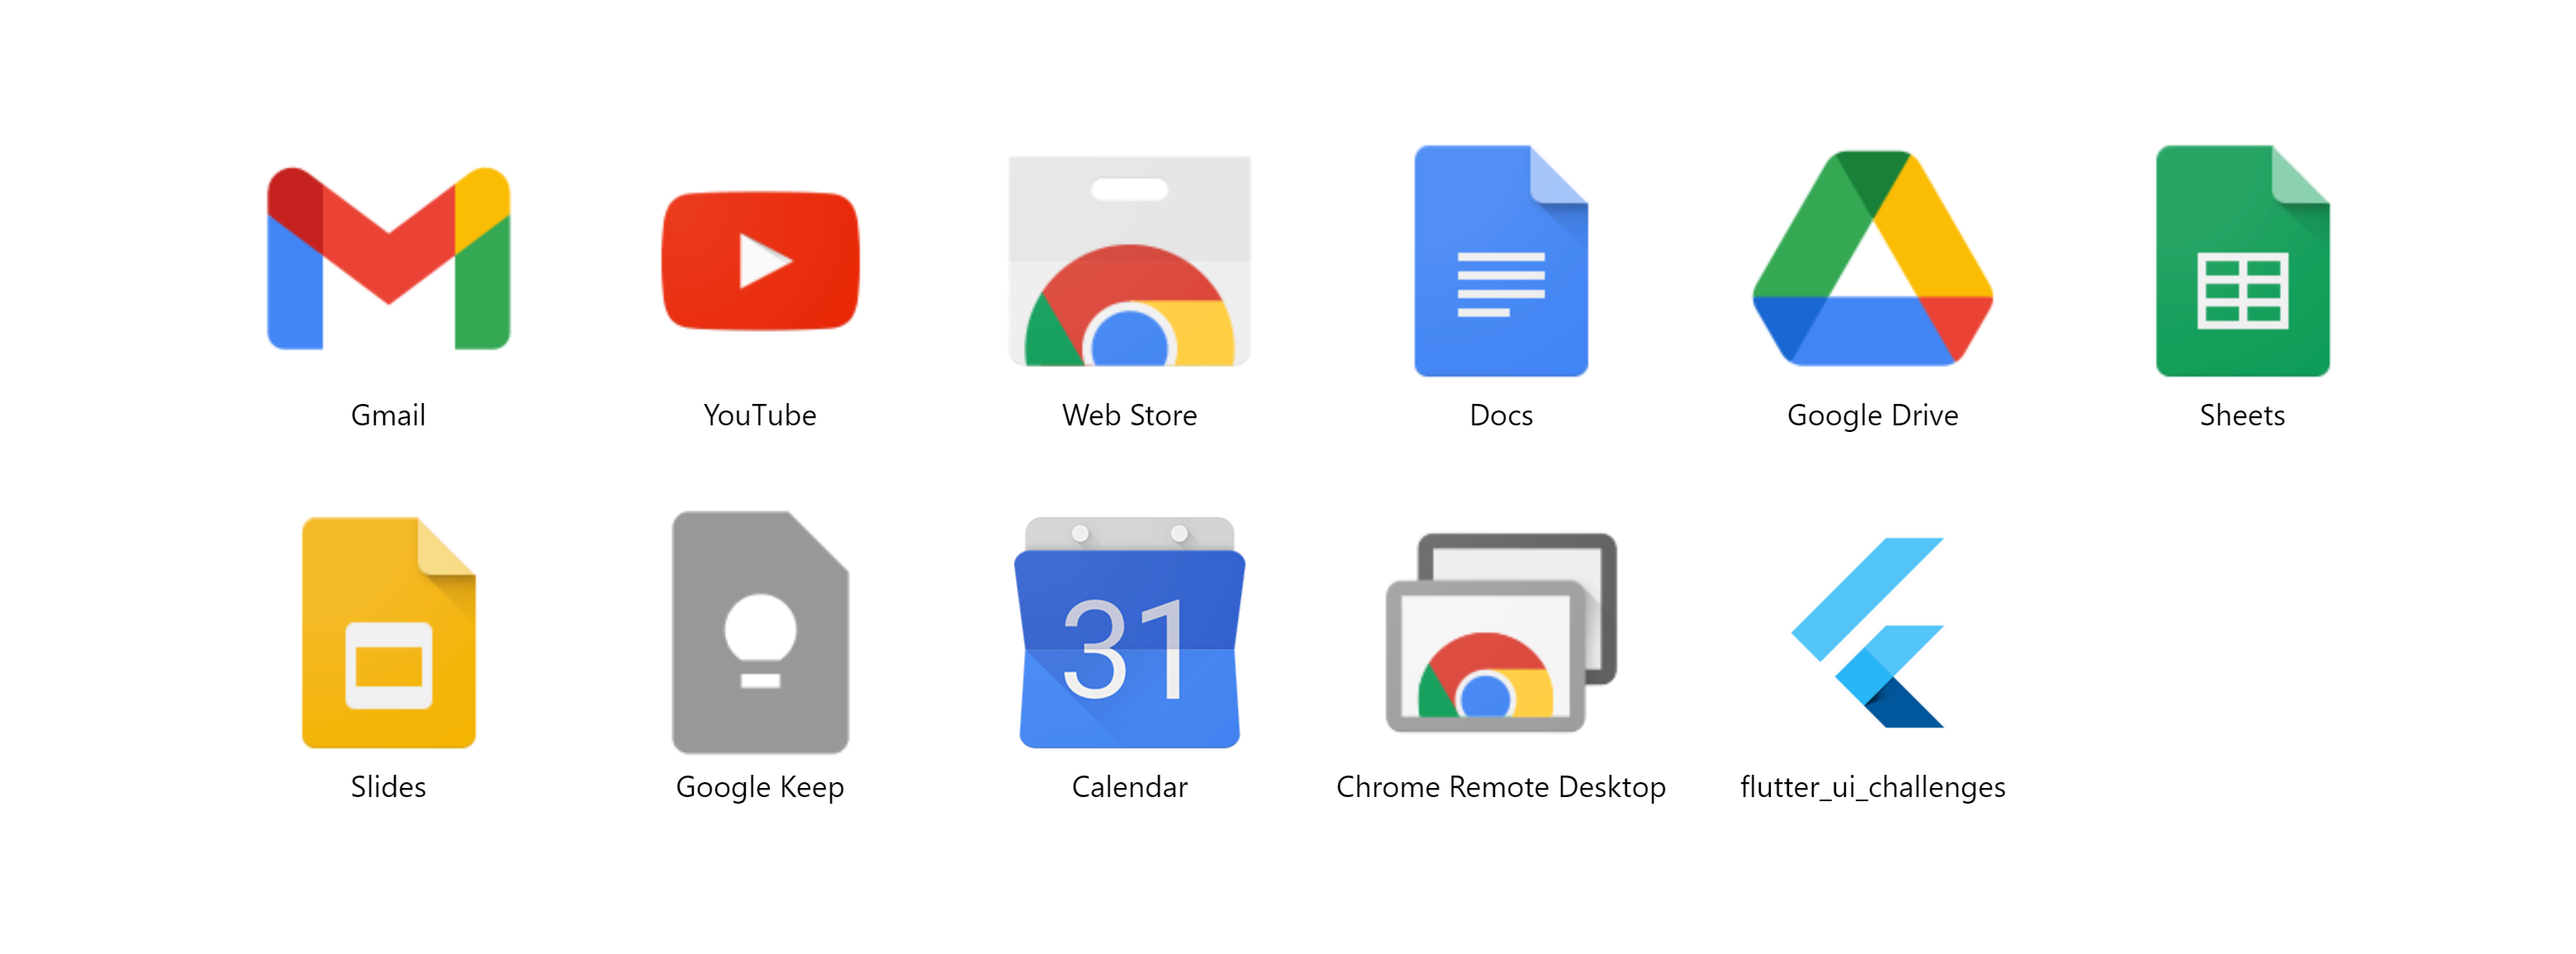 Gmail
YouTube
Web Store
Docs
Google Drive
Sheets
31
Slides
Google Keep
Calendar
Chrome Remote Desktop
flutter_ui_challenges